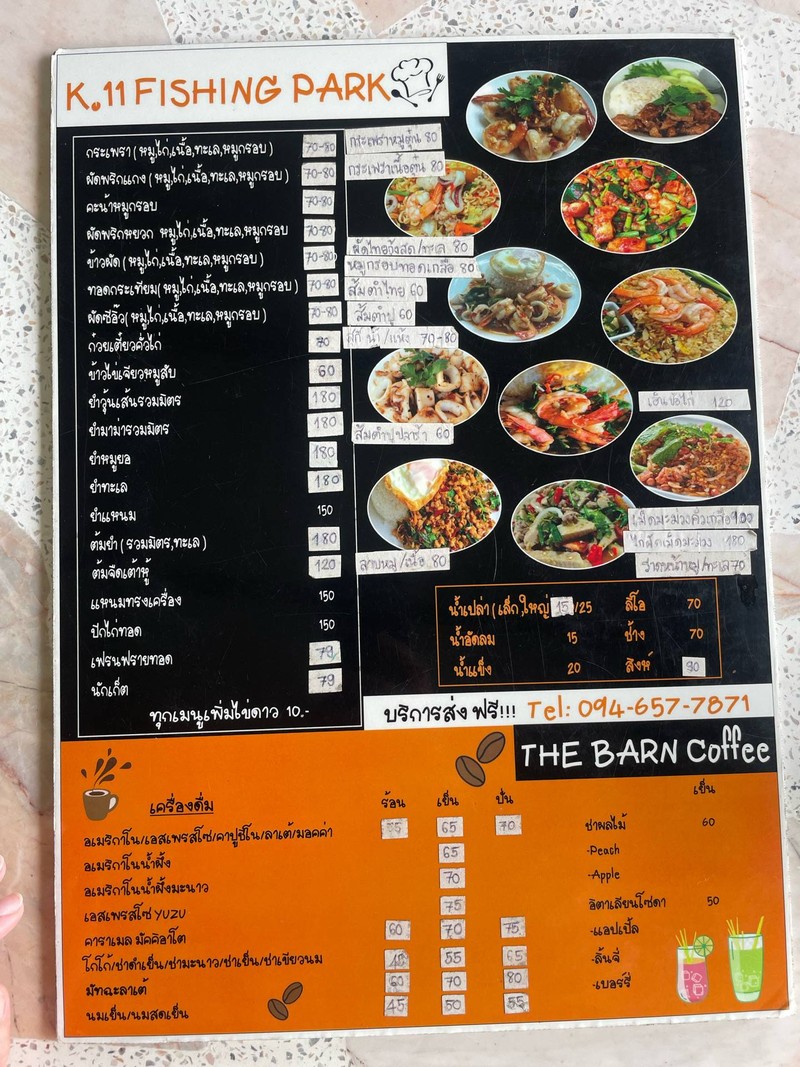 K.11 FISHING PARK
กระเพรา ( หมู,ไก่,เนื้อ,ทะเล,หมูกรอบ ) 70-80
ผัดพริกแกง ( หมู,ไก่,เนื้อ,ทะเล,หมูกรอบ ) 70-80
คะน้าหมูกรอบ 70-80
ผัดพริกหยวก หมู,ไก่,เนื้อ,ทะเล,หมูกรอบ 70-80
ข้าวผัด ( หมู,ไก่,เนื้อ,ทะเล,หมูกรอบ ) 70-80
ทอดกระเทียม ( หมู,ไก่,เนื้อ,ทะเล,หมูกรอบ ) 70-80
ผัดซีอิ๊ว ( หมู,ไก่,เนื้อ,ทะเล,หมูกรอบ ) 70-80
ก๋วยเตี๋ยวคั่วไก่ 70
ข้าวไข่เจียวหมูสับ 60
ยำวุ้นเส้นรวมมิตร 180
ยำมาม่ารวมมิตร 180
ยำหมูยอ 180
ยำทะเล 180
ยำแหนม 150
ต้มยำ ( รวมมิตร,ทะเล ) 180
ต้มจืดเต้าหู้ 120
แหนมทรงเครื่อง 150
ปีกไก่ทอด 150
เฟรนฟรายทอด 79
นักเก็ต 79
ทุกเมนูเพิ่มไข่ดาว 10.-
กระเพราหมูตุ๋น 80
กระเพราเนื้อตุ๋น 80
ผัดไทยกุ้งสด/ทะเล 80
หมูกรอบทอดเกลือ 80
ส้มตำไทย 60
ส้มตำปู 60
สุกี้ น้ำ/แห้ง 70-80
ส้มตำปูปลาร้า 60
ลาบหมู/เนื้อ 80
เอ็นข้อไก่ 120
เม็ดมะม่วงคั่วเกลือ 100
ไก่ผัดเม็ดมะม่วง 180
ราดหน้าหมู/ทะเล 70
น้ำเปล่า ( เล็ก,ใหญ่ ) 15 /25
น้ำอัดลม 15
น้ำแข็ง 20
ลีโอ 70
ช้าง 70
สิงห์ 80
บริการส่ง ฟรี!!! Tel: 094-657-7871
THE BARN Coffee
เครื่องดื่ม ร้อน เย็น ปั่น
อเมริกาโน/เอสเพรสโซ/คาปูชิโน/ลาเต้/มอคค่า 55 65 70
อเมริกาโนน้ำผึ้ง 65
อเมริกาโนน้ำผึ้งมะนาว 70
เอสเพรสโซ่ YUZU 75
คาราเมล มัคคิอาโต 60 70 75
โกโก้/ชาดำเย็น/ชามะนาว/ชาเย็น/ชาเขียวนม 55 65
มัทฉะลาเต้ 60 70 80
นมเย็น/นมสดเย็น 45 50 55
เย็น
ชาผลไม้ 60
-Peach
-Apple
อิตาเลียนโซดา 50
-แอปเปิ้ล
-ลิ้นจี่
-เบอร์รี่